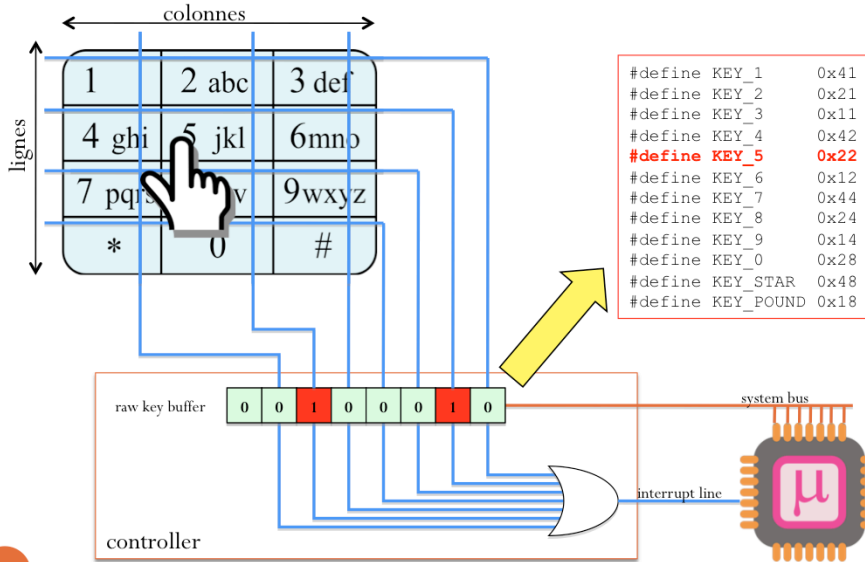 colonnes
lignes
1
2 abc
3 def
4 ghi
5 jkl
6mno
7 pqrs
v
9wxyz
*
0
#
#define KEY_1 0x41
#define KEY_2 0x21
#define KEY_3 0x11
#define KEY_4 0x42
#define KEY_5 0x22
#define KEY_6 0x12
#define KEY_7 0x44
#define KEY_8 0x24
#define KEY_9 0x14
#define KEY_0 0x28
#define KEY_STAR 0x48
#define KEY_POUND 0x18
raw key buffer
0 0 1 0 0 0 1 0
system bus
interrupt line
μ
controller